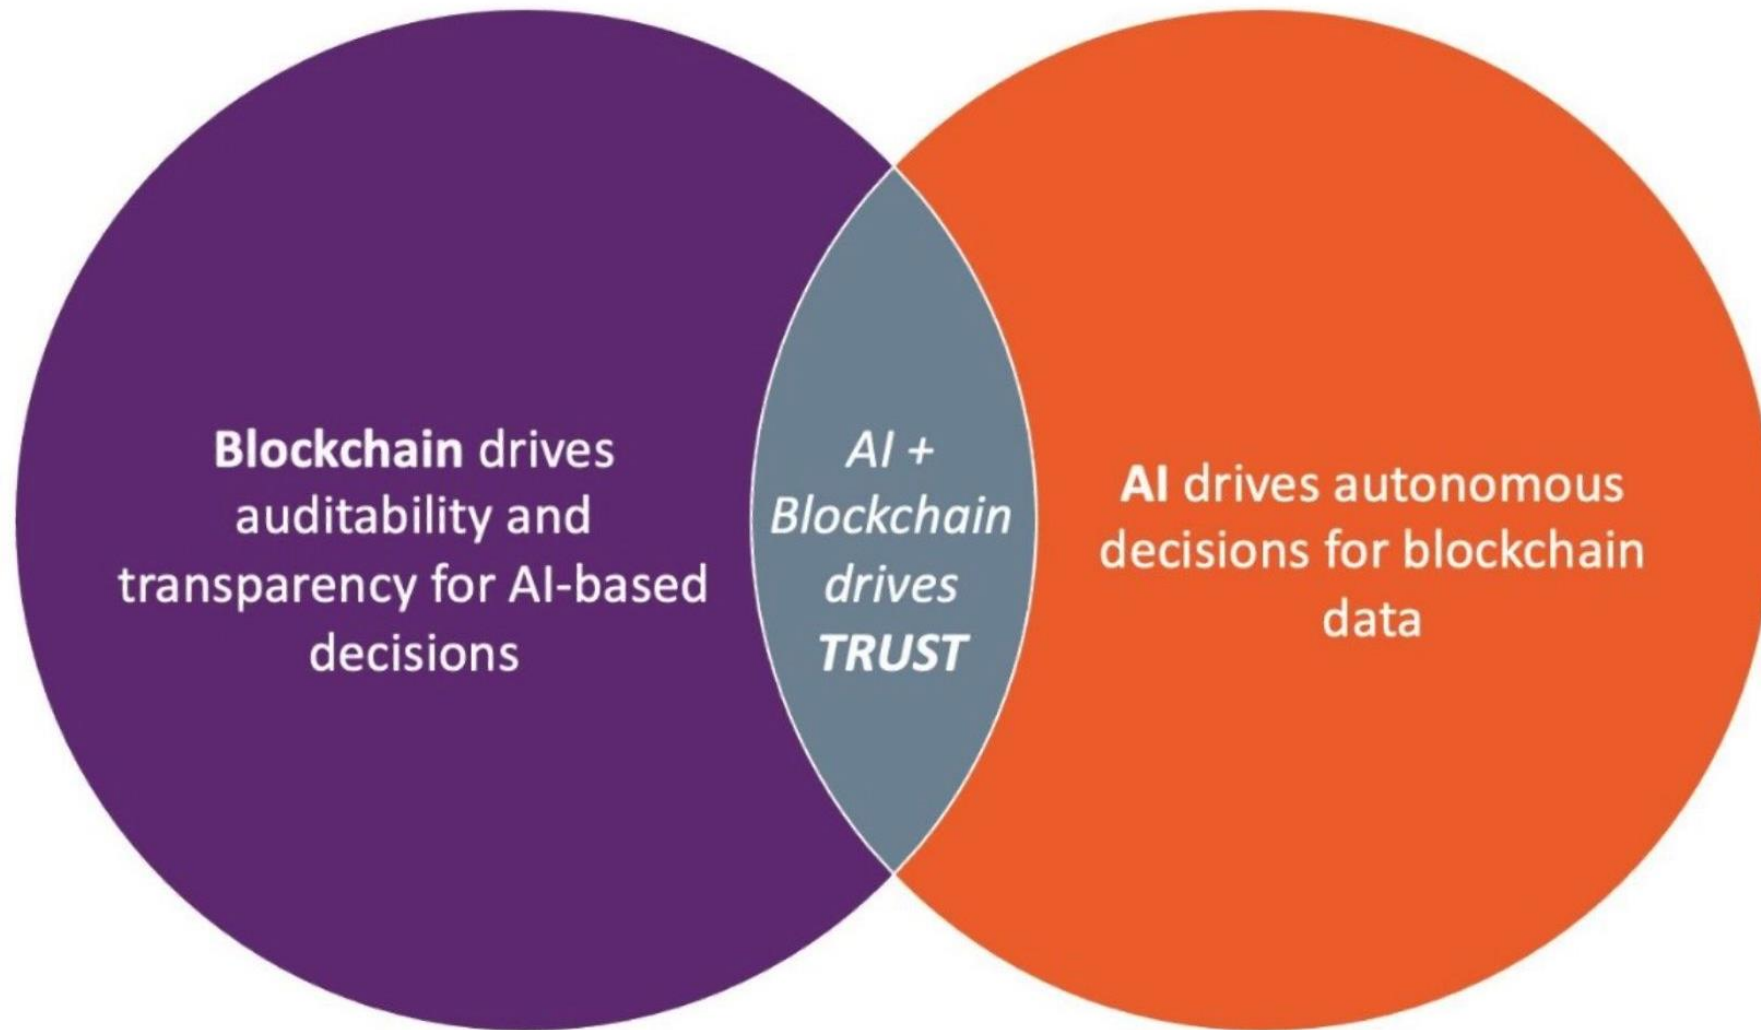 Blockchain drives
auditability and
transparency for AI-based
decisions
AI +
Blockchain
drives
TRUST
AI drives autonomous
decisions for blockchain
data